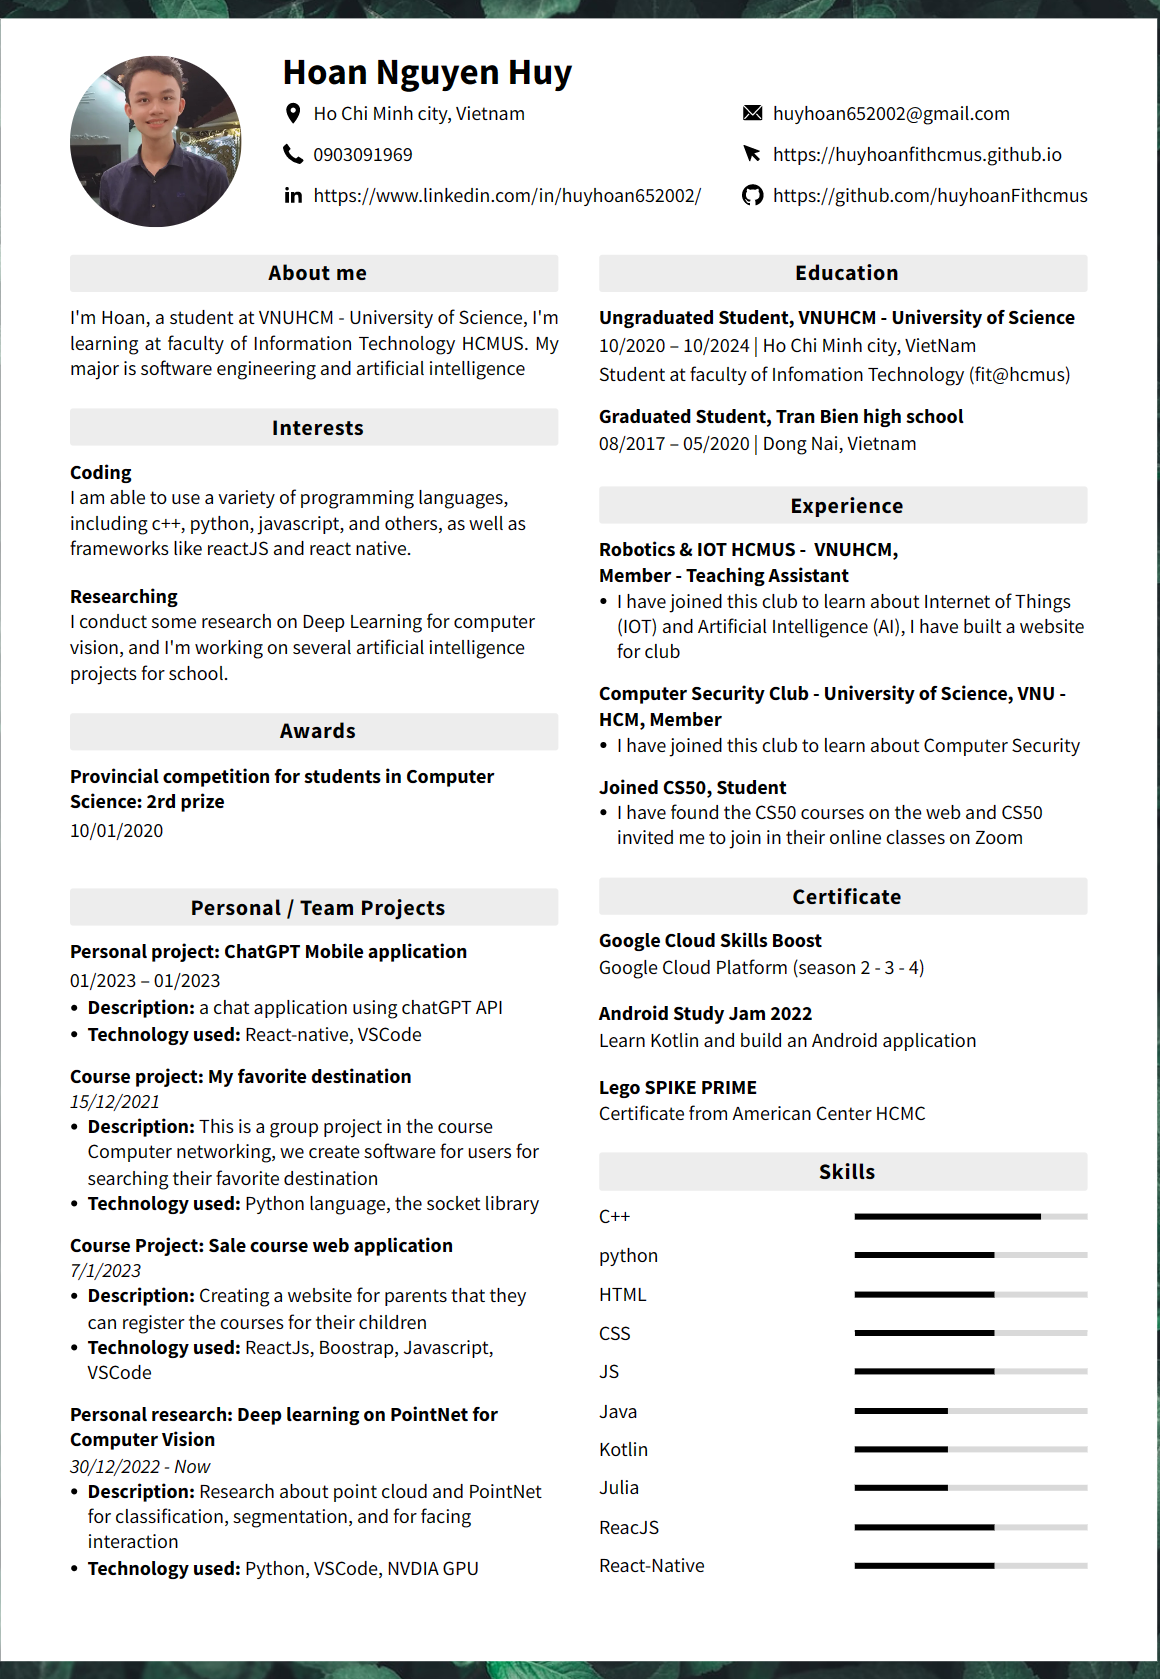 Hoan Nguyen Huy
Ho Chi Minh city, Vietnam
huyhoan652002@gmail.com
0903091969
https://huyhoanfithcmus.github.io
https://www.linkedin.com/in/huyhoan652002/
https://github.com/huyhoanFithcmus
About me
I'm Hoan, a student at VNUHCM - University of Science, I'm
learning at faculty of Information Technology HCMUS. My
major is software engineering and artificial intelligence
Interests
Coding
I am able to use a variety of programming languages,
including c++, python, javascript, and others, as well as
frameworks like reactJS and react native.
Researching
I conduct some research on Deep Learning for computer
vision, and I'm working on several artificial intelligence
projects for school.
Awards
Provincial competition for students in Computer
Science: 2rd prize
10/01/2020
Personal / Team Projects
Personal project: ChatGPT Mobile application
01/2023 – 01/2023
• Description: a chat application using chatGPT API
• Technology used: React-native, VSCode
Course project: My favorite destination
15/12/2021
• Description: This is a group project in the course
Computer networking, we create software for users for
searching their favorite destination
• Technology used: Python language, the socket library
Course Project: Sale course web application
7/1/2023
• Description: Creating a website for parents that they
can register the courses for their children
• Technology used: ReactJs, Boostrap, Javascript,
VSCode
Personal research: Deep learning on PointNet for
Computer Vision
30/12/2022 - Now
• Description: Research about point cloud and PointNet
for classification, segmentation, and for facing
interaction
• Technology used: Python, VSCode, NVDIA GPU
Education
Ungraduated Student, VNUHCM - University of Science
10/2020 – 10/2024 | Ho Chi Minh city, VietNam
Student at faculty of Infomation Technology (fit@hcmus)
Graduated Student, Tran Bien high school
08/2017 – 05/2020 | Dong Nai, Vietnam
Experience
Robotics & IOT HCMUS - VNUHCM,
Member - Teaching Assistant
• I have joined this club to learn about Internet of Things
(IOT) and Artificial Intelligence (AI), I have built a website
for club
Computer Security Club - University of Science, VNU -
HCM, Member
• I have joined this club to learn about Computer Security
Joined CS50, Student
• I have found the CS50 courses on the web and CS50
invited me to join in their online classes on Zoom
Certificate
Google Cloud Skills Boost
Google Cloud Platform (season 2 - 3 - 4)
Android Study Jam 2022
Learn Kotlin and build an Android application
Lego SPIKE PRIME
Certificate from American Center HCMC
Skills
C++
python
HTML
CSS
JS
Java
Kotlin
Julia
ReacJS
React-Native